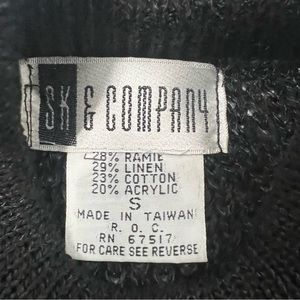 SK & COMPANY
28% RAMIE
29% LINEN
23% COTTON
20% ACRYLIC
S
MADE IN TAIWAN
R. O. C.
RN 67517
FOR CARE SEE REVERSE